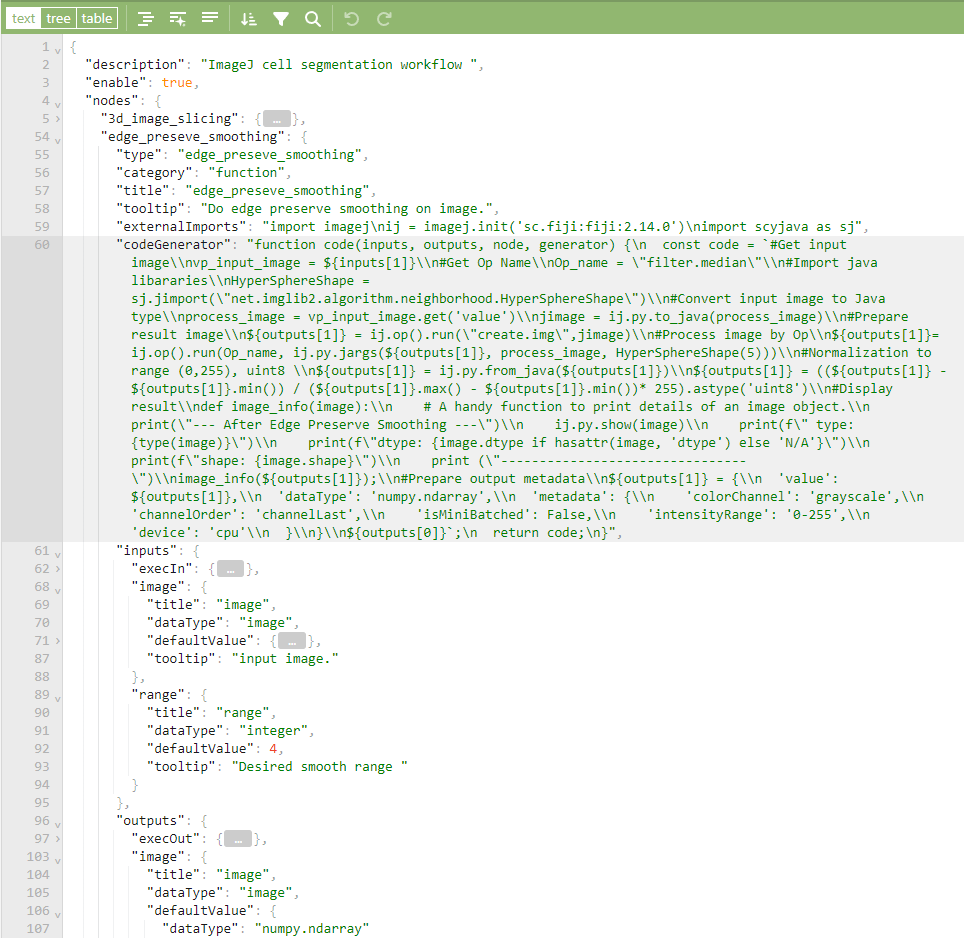 text tree table
1 {
2 "description": "ImageJ cell segmentation workflow ",
3 "enable": true,
4 "nodes": {
5 "3d_image_slicing": { … },
54 "edge_preseve_smoothing": {
55 "type": "edge_preseve_smoothing",
56 "category": "function",
57 "title": "edge_preseve_smoothing",
58 "tooltip": "Do edge preserve smoothing on image.",
59 "externalImports": "import imagej\nij = imagej.init('sc.fiji:fiji:2.14.0')\nimport scyjava as sj",
60 "codeGenerator": "function code(inputs, outputs, node, generator) {\n  const code = `#Get input
image\\nvp_input_image = ${inputs[1]}\\n#Get Op Name\\nOp_name = \"filter.median\"\\n#Import java
libararies\\nHyperSphereShape =
sj.jimport(\"net.imglib2.algorithm.neighborhood.HyperSphereShape\")\\n#Convert input image to Java
type\\nprocess_image = vp_input_image.get('value')\\njimage = ij.py.to_java(process_image)\\n#Prepare
result image\\n${outputs[1]} = ij.op().run(\"create.img\",jimage)\\n#Process image by Op\\n${outputs[1]}=
ij.op().run(Op_name, ij.py.jargs(${outputs[1]}, process_image, HyperSphereShape(5)))\\n#Normalization to
range (0,255), uint8 \\n${outputs[1]} = ij.py.from_java(${outputs[1]})\\n${outputs[1]} = ((${outputs[1]} -
${outputs[1]}.min()) / (${outputs[1]}.max() - ${outputs[1]}.min())* 255).astype('uint8')\\n#Display
result\\ndef image_info(image):\\n    # A handy function to print details of an image object.\\n
print(\"--- After Edge Preserve Smoothing ---\")\\n    ij.py.show(image)\\n    print(f\" type:
{type(image)}\")\\n    print(f\"dtype: {image.dtype if hasattr(image, 'dtype') else 'N/A'}\")\\n
print(f\"shape: {image.shape}\")\\n    print (\"--------------------------------
\")\\nimage_info(${outputs[1]});\\n#Prepare output metadata\\n${outputs[1]} = {\\n  'value':
${outputs[1]},\\n  'dataType': 'numpy.ndarray',\\n  'metadata': {\\n    'colorChannel': 'grayscale',\\n
'channelOrder': 'channelLast',\\n    'isMiniBatched': False,\\n    'intensityRange': '0-255',\\n
'device': 'cpu'\\n  }\\n}\\n${outputs[0]}`;\n  return code;\n}",
61 "inputs": {
62 "execIn": { … },
68 "image": {
69 "title": "image",
70 "dataType": "image",
71 "defaultValue": { … },
87 "tooltip": "input image."
88 },
89 "range": {
90 "title": "range",
91 "dataType": "integer",
92 "defaultValue": 4,
93 "tooltip": "Desired smooth range "
94 }
95 },
96 "outputs": {
97 "execOut": { … },
103 "image": {
104 "title": "image",
105 "dataType": "image",
106 "defaultValue": {
107 "dataType": "numpy.ndarray"